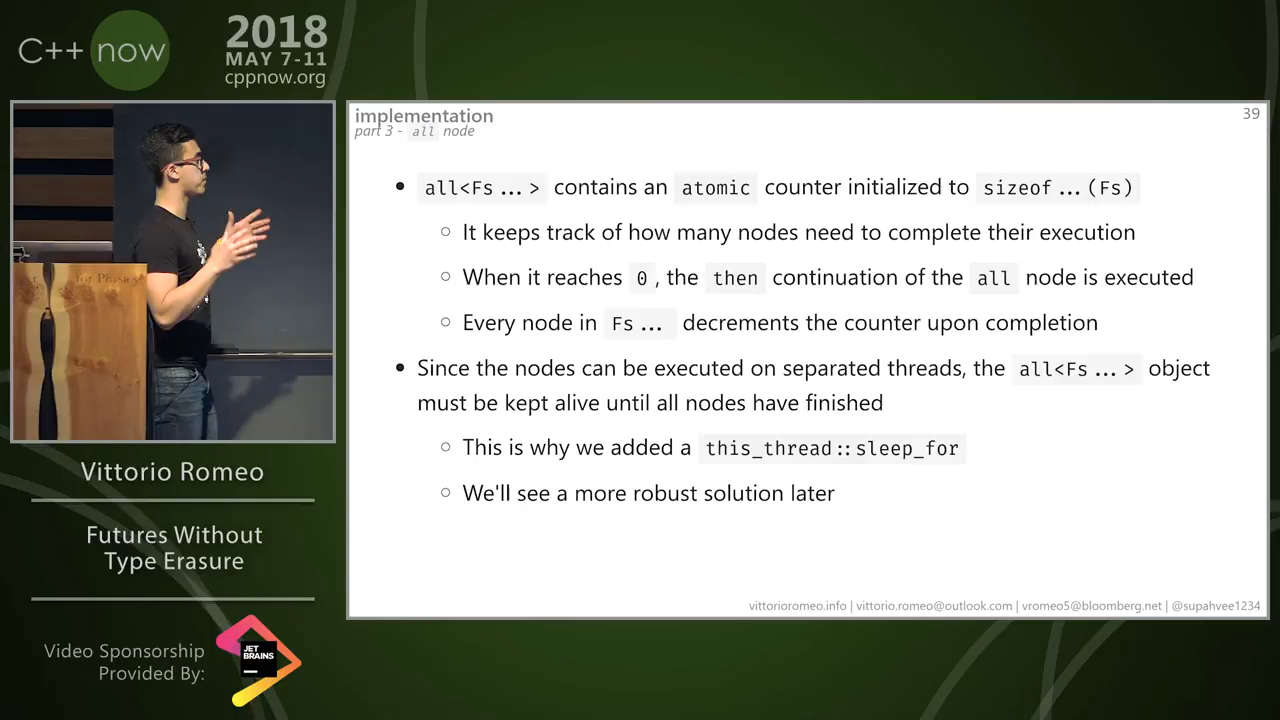 C++ now
2018
MAY 7-11
cppnow.org
implementation
part 3 - all node
39
• all<Fs...> contains an atomic counter initialized to sizeof...(Fs)
○ It keeps track of how many nodes need to complete their execution
○ When it reaches 0, the then continuation of the all node is executed
○ Every node in Fs... decrements the counter upon completion
• Since the nodes can be executed on separated threads, the all<Fs...> object
must be kept alive until all nodes have finished
○ This is why we added a this_thread::sleep_for
○ We'll see a more robust solution later
vittorioromeo.info | vittorio.romeo@outlook.com | vromeo5@bloomberg.net | @supahvee1234
for Physics
Vittorio Romeo
Futures Without
Type Erasure
Video Sponsorship
Provided By:
JET
BRAINS